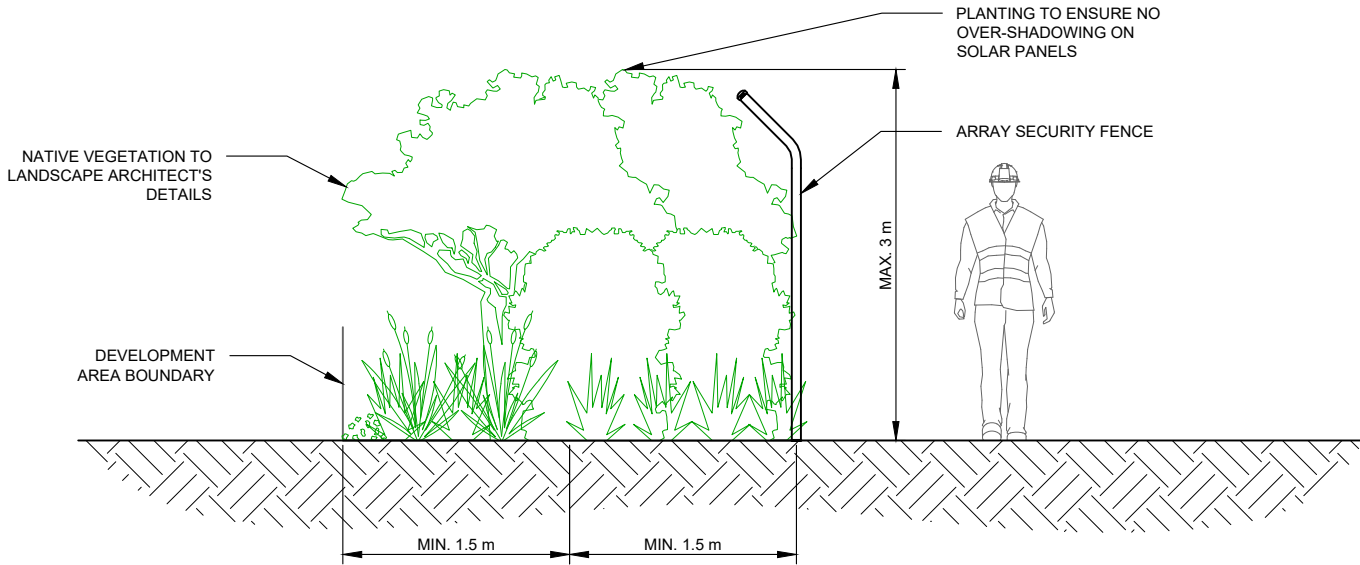 PLANTING TO ENSURE NO
OVER-SHADOWING ON
SOLAR PANELS
ARRAY SECURITY FENCE
NATIVE VEGETATION TO
LANDSCAPE ARCHITECT'S
DETAILS
MAX. 3 m
DEVELOPMENT
AREA BOUNDARY
MIN. 1.5 m
MIN. 1.5 m